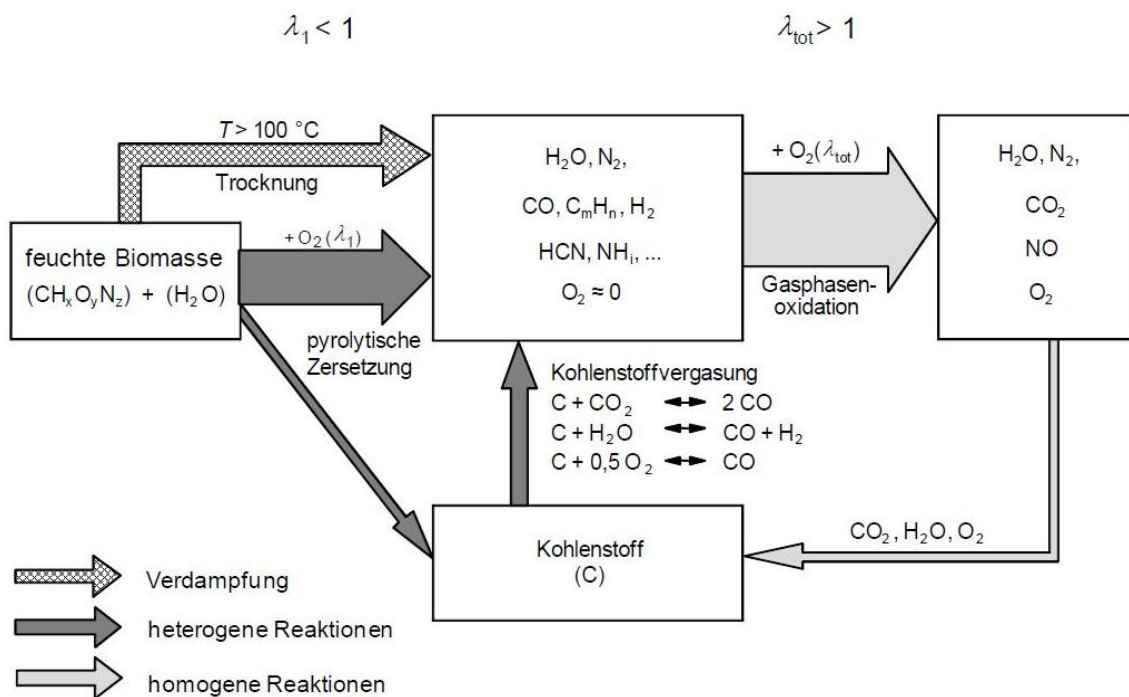 λ₁ < 1
λtot > 1
T > 100 °C
Trocknung
feuchte Biomasse
(CHₓOᵧN_z) + (H₂O)
+ O₂(λ₁)
pyrolytische
Zersetzung
H₂O, N₂,
CO, CₘHₙ, H₂
HCN, NHᵢ, ...
O₂ ≈ 0
+ O₂(λtot)
Gasphasen-
oxidation
H₂O, N₂,
CO₂
NO
O₂
Kohlenstoffvergasung
C + CO₂ ↔ 2 CO
C + H₂O ↔ CO + H₂
C + 0,5 O₂ ↔ CO
Kohlenstoff
(C)
CO₂, H₂O, O₂
Verdampfung
heterogene Reaktionen
homogene Reaktionen